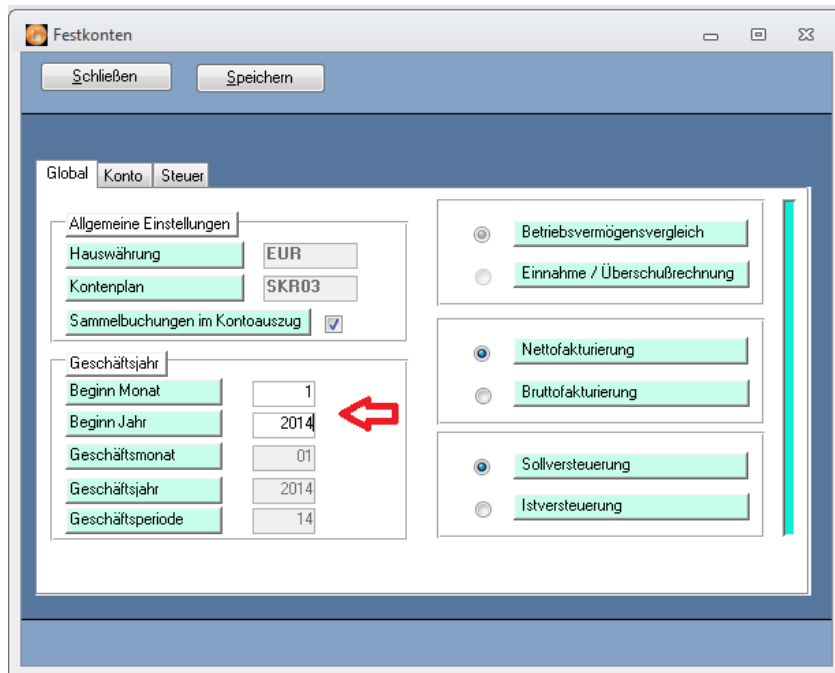 Festkonten
Schließen
Speichern
Global
Konto
Steuer
Allgemeine Einstellungen
Hauswährung
EUR
Kontenplan
SKR03
Sammelbuchungen im Kontoauszug
Geschäftsjahr
Beginn Monat
1
Beginn Jahr
2014
Geschäftsmonat
01
Geschäftsjahr
2014
Geschäftsperiode
14
Betriebsvermögensvergleich
Einnahme / Überschußrechnung
Nettofakturierung
Bruttofakturierung
Sollversteuerung
Istversteuerung